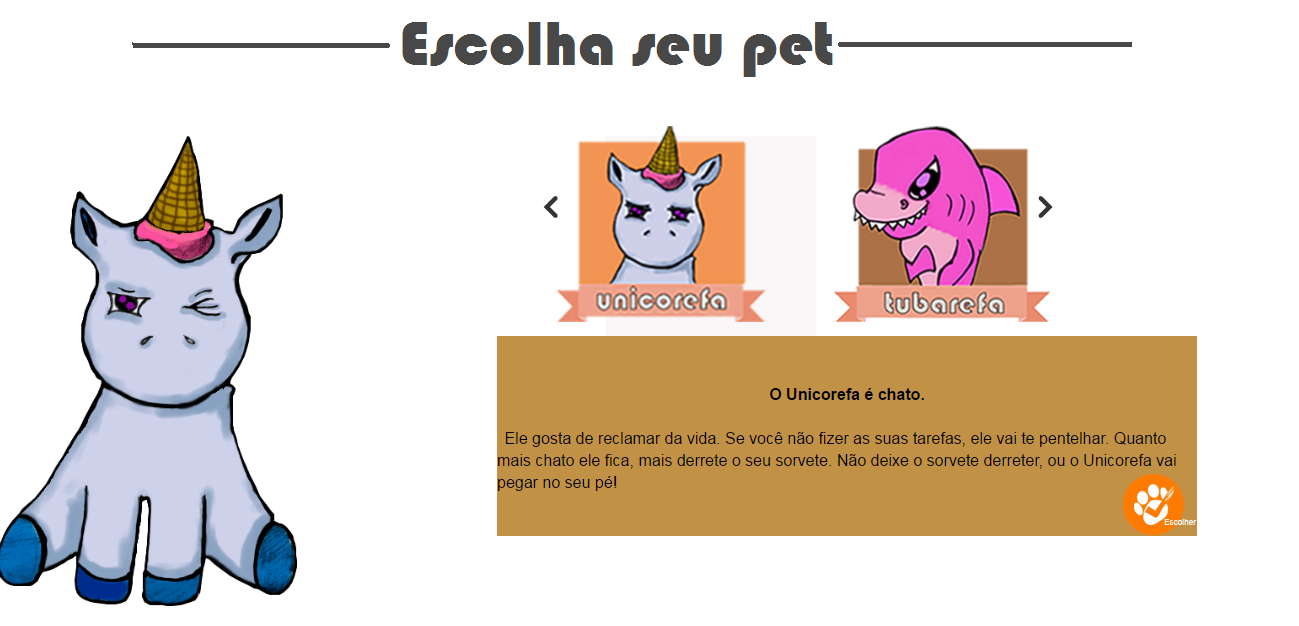 Escolha seu pet
unicorefa
tubarefa
O Unicorefa é chato.
Ele gosta de reclamar da vida. Se você não fizer as suas tarefas, ele vai te pentelhar. Quanto
mais chato ele fica, mais derrete o seu sorvete. Não deixe o sorvete derreter, ou o Unicorefa vai
pegar no seu pé!
Escolher